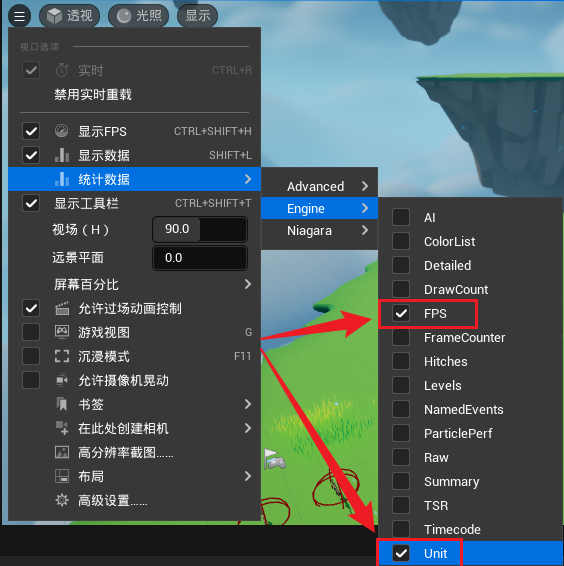 透视 光照 显示
视口选项
实时 CTRL+R
禁用实时重载
显示FPS CTRL+SHIFT+H
显示数据 SHIFT+L
统计数据
显示工具栏 CTRL+SHIFT+T
视场（H） 90.0
远景平面 0.0
屏幕百分比
允许过场动画控制
游戏视图 G
沉浸模式 F11
允许摄像机晃动
书签
在此处创建相机
高分辨率截图......
布局
高级设置......
Advanced
Engine
Niagara
AI
ColorList
Detailed
DrawCount
FPS
FrameCounter
Hitches
Levels
NamedEvents
ParticlePerf
Raw
Summary
TSR
Timecode
Unit